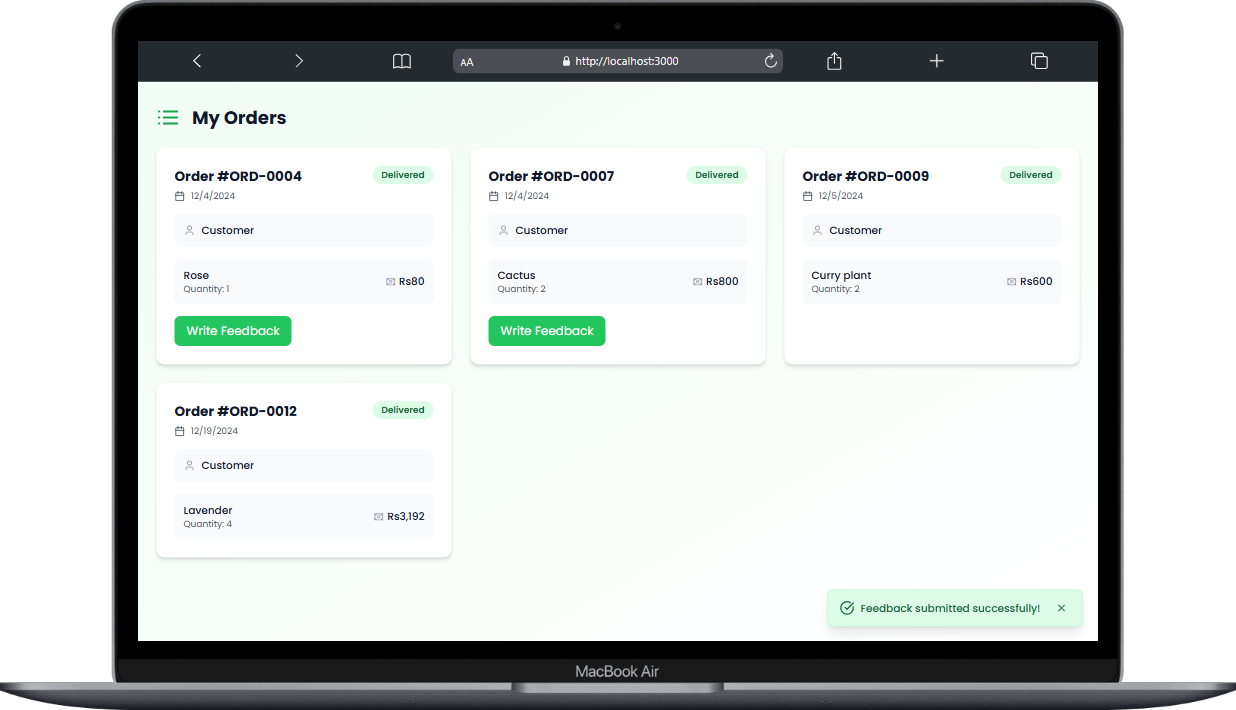 AA
http://localhost:3000
My Orders
Order #ORD-0004
Delivered
12/4/2024
Customer
Rose
Quantity: 1
Rs80
Write Feedback
Order #ORD-0007
Delivered
12/4/2024
Customer
Cactus
Quantity: 2
Rs800
Write Feedback
Order #ORD-0009
Delivered
12/5/2024
Customer
Curry plant
Quantity: 2
Rs600
Order #ORD-0012
Delivered
12/19/2024
Customer
Lavender
Quantity: 4
Rs3,192
Feedback submitted successfully!
MacBook Air